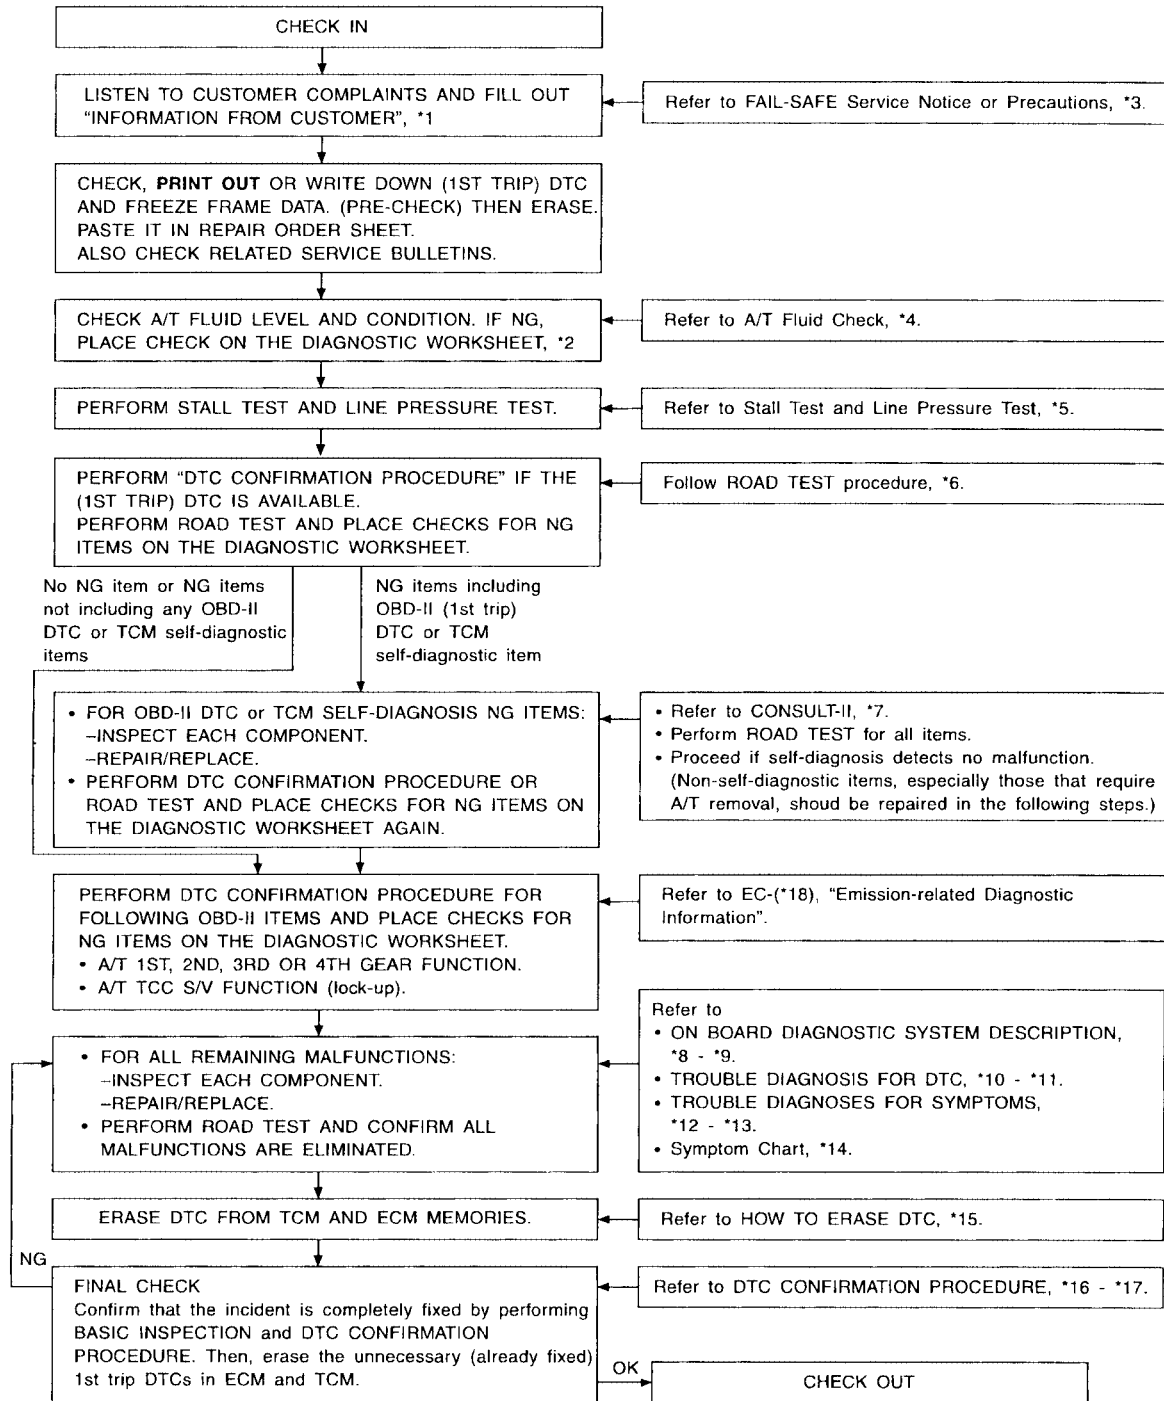 CHECK IN
LISTEN TO CUSTOMER COMPLAINTS AND FILL OUT
"INFORMATION FROM CUSTOMER", *1
Refer to FAIL-SAFE Service Notice or Precautions, *3.
CHECK, PRINT OUT OR WRITE DOWN (1ST TRIP) DTC
AND FREEZE FRAME DATA. (PRE-CHECK) THEN ERASE.
PASTE IT IN REPAIR ORDER SHEET.
ALSO CHECK RELATED SERVICE BULLETINS.
CHECK A/T FLUID LEVEL AND CONDITION. IF NG,
PLACE CHECK ON THE DIAGNOSTIC WORKSHEET, *2
Refer to A/T Fluid Check, *4.
PERFORM STALL TEST AND LINE PRESSURE TEST.
Refer to Stall Test and Line Pressure Test, *5.
PERFORM "DTC CONFIRMATION PROCEDURE" IF THE
(1ST TRIP) DTC IS AVAILABLE.
PERFORM ROAD TEST AND PLACE CHECKS FOR NG
ITEMS ON THE DIAGNOSTIC WORKSHEET.
Follow ROAD TEST procedure, *6.
No NG item or NG items
not including any OBD-II
DTC or TCM self-diagnostic
items
NG items including
OBD-II (1st trip)
DTC or TCM
self-diagnostic item
• FOR OBD-II DTC or TCM SELF-DIAGNOSIS NG ITEMS:
–INSPECT EACH COMPONENT.
–REPAIR/REPLACE.
• PERFORM DTC CONFIRMATION PROCEDURE OR
ROAD TEST AND PLACE CHECKS FOR NG ITEMS ON
THE DIAGNOSTIC WORKSHEET AGAIN.
• Refer to CONSULT-II, *7.
• Perform ROAD TEST for all items.
• Proceed if self-diagnosis detects no malfunction.
(Non-self-diagnostic items, especially those that require
A/T removal, shoud be repaired in the following steps.)
PERFORM DTC CONFIRMATION PROCEDURE FOR
FOLLOWING OBD-II ITEMS AND PLACE CHECKS FOR
NG ITEMS ON THE DIAGNOSTIC WORKSHEET.
• A/T 1ST, 2ND, 3RD OR 4TH GEAR FUNCTION.
• A/T TCC S/V FUNCTION (lock-up).
Refer to EC-(*18), "Emission-related Diagnostic
Information".
• FOR ALL REMAINING MALFUNCTIONS:
–INSPECT EACH COMPONENT.
–REPAIR/REPLACE.
• PERFORM ROAD TEST AND CONFIRM ALL
MALFUNCTIONS ARE ELIMINATED.
Refer to
• ON BOARD DIAGNOSTIC SYSTEM DESCRIPTION,
*8 - *9.
• TROUBLE DIAGNOSIS FOR DTC, *10 - *11.
• TROUBLE DIAGNOSES FOR SYMPTOMS,
*12 - *13.
• Symptom Chart, *14.
ERASE DTC FROM TCM AND ECM MEMORIES.
Refer to HOW TO ERASE DTC, *15.
NG
FINAL CHECK
Confirm that the incident is completely fixed by performing
BASIC INSPECTION and DTC CONFIRMATION
PROCEDURE. Then, erase the unnecessary (already fixed)
1st trip DTCs in ECM and TCM.
Refer to DTC CONFIRMATION PROCEDURE, *16 - *17.
OK
CHECK OUT